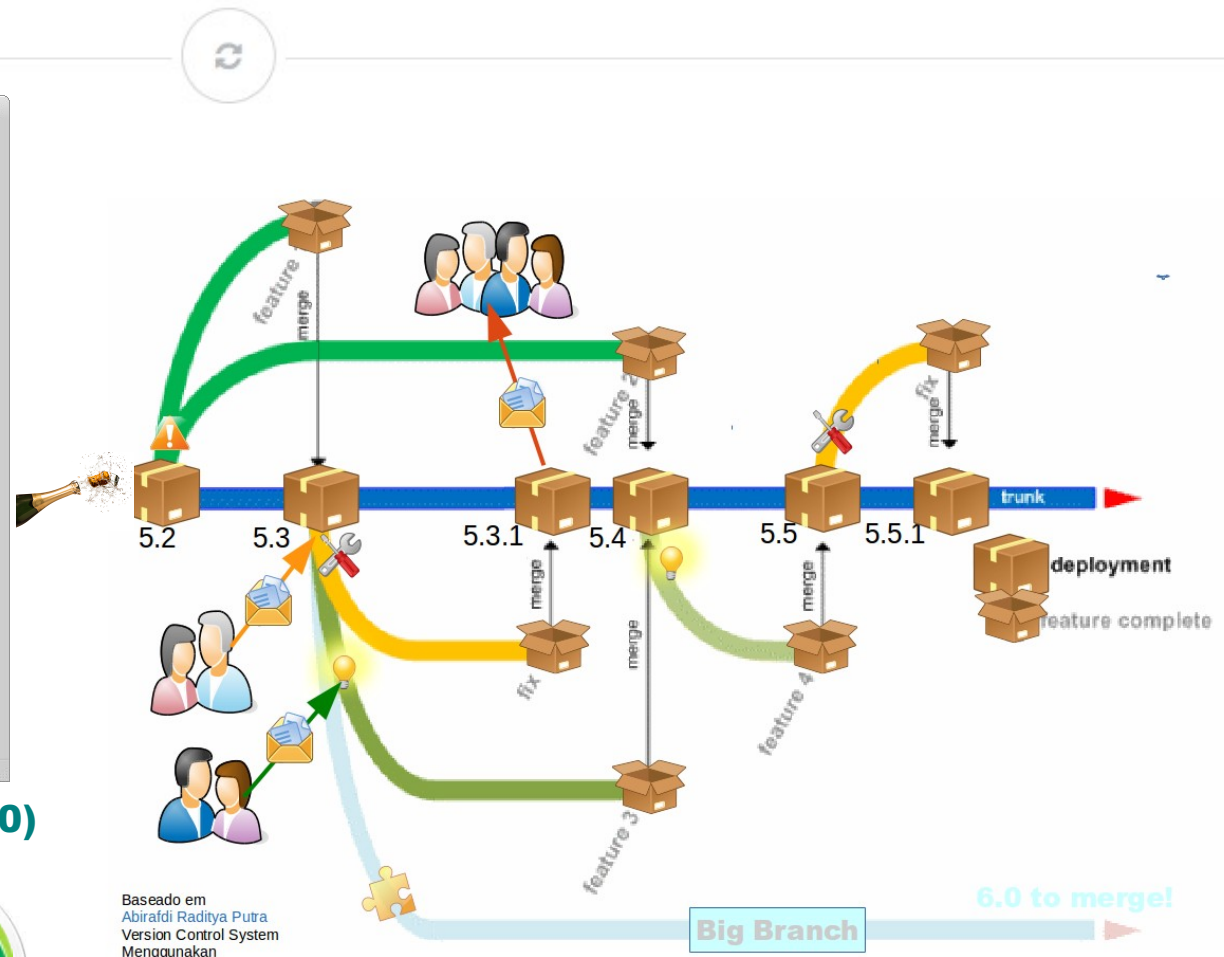 feature
merge
feature 2
merge
fix
merge
trunk
5.2
5.3
5.3.1
5.4
5.5
5.5.1
deployment
feature complete
merge
merge
merge
fix
feature 4
feature 3
0)
Baseado em
Abirafdi Raditya Putra
Version Control System
Menggunakan
6.0 to merge!
Big Branch